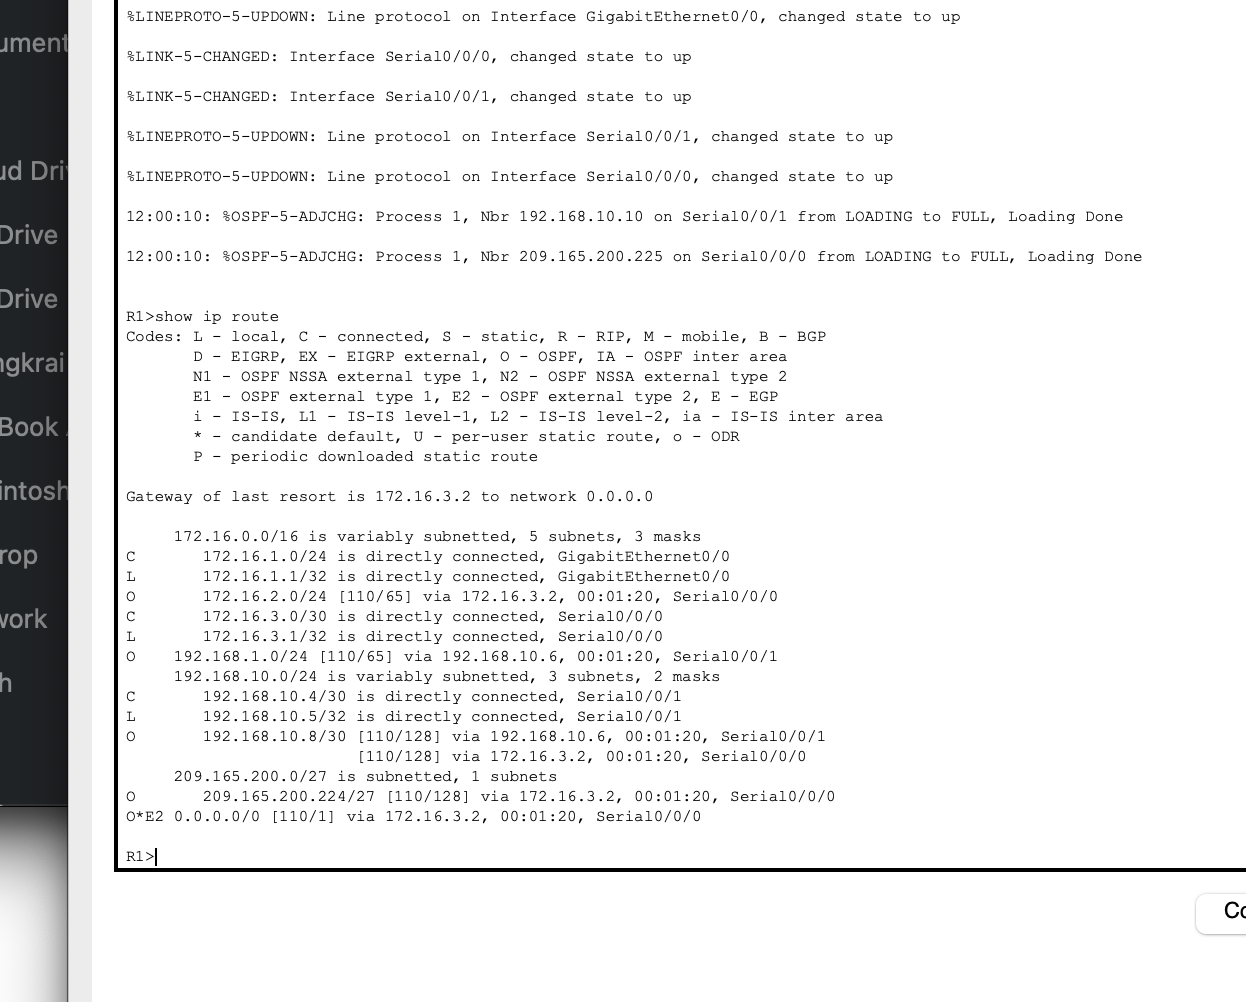 %LINEPROTO-5-UPDOWN: Line protocol on Interface GigabitEthernet0/0, changed state to up
%LINK-5-CHANGED: Interface Serial0/0/0, changed state to up
%LINK-5-CHANGED: Interface Serial0/0/1, changed state to up
%LINEPROTO-5-UPDOWN: Line protocol on Interface Serial0/0/1, changed state to up
%LINEPROTO-5-UPDOWN: Line protocol on Interface Serial0/0/0, changed state to up
12:00:10: %OSPF-5-ADJCHG: Process 1, Nbr 192.168.10.10 on Serial0/0/1 from LOADING to FULL, Loading Done
12:00:10: %OSPF-5-ADJCHG: Process 1, Nbr 209.165.200.225 on Serial0/0/0 from LOADING to FULL, Loading Done
R1>show ip route
Codes: L - local, C - connected, S - static, R - RIP, M - mobile, B - BGP
D - EIGRP, EX - EIGRP external, O - OSPF, IA - OSPF inter area
N1 - OSPF NSSA external type 1, N2 - OSPF NSSA external type 2
E1 - OSPF external type 1, E2 - OSPF external type 2, E - EGP
i - IS-IS, L1 - IS-IS level-1, L2 - IS-IS level-2, ia - IS-IS inter area
* - candidate default, U - per-user static route, o - ODR
P - periodic downloaded static route
Gateway of last resort is 172.16.3.2 to network 0.0.0.0
172.16.0.0/16 is variably subnetted, 5 subnets, 3 masks
C 172.16.1.0/24 is directly connected, GigabitEthernet0/0
L 172.16.1.1/32 is directly connected, GigabitEthernet0/0
O 172.16.2.0/24 [110/65] via 172.16.3.2, 00:01:20, Serial0/0/0
C 172.16.3.0/30 is directly connected, Serial0/0/0
L 172.16.3.1/32 is directly connected, Serial0/0/0
O 192.168.1.0/24 [110/65] via 192.168.10.6, 00:01:20, Serial0/0/1
192.168.10.0/24 is variably subnetted, 3 subnets, 2 masks
C 192.168.10.4/30 is directly connected, Serial0/0/1
L 192.168.10.5/32 is directly connected, Serial0/0/1
O 192.168.10.8/30 [110/128] via 192.168.10.6, 00:01:20, Serial0/0/1
[110/128] via 172.16.3.2, 00:01:20, Serial0/0/0
209.165.200.0/27 is subnetted, 1 subnets
O 209.165.200.224/27 [110/128] via 172.16.3.2, 00:01:20, Serial0/0/0
O*E2 0.0.0.0/0 [110/1] via 172.16.3.2, 00:01:20, Serial0/0/0
R1>
ument
ud Driv
Drive
Drive
ngkrai
Book
intosh
rop
work
h
Co